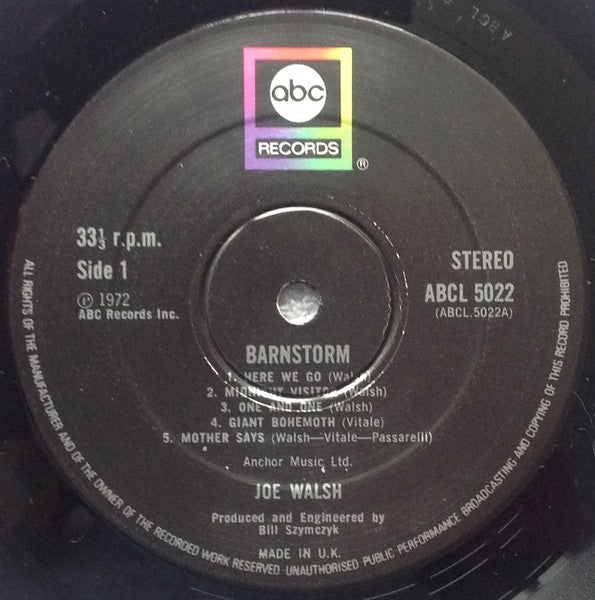 abc
RECORDS
®
33⅓ r.p.m.
Side 1
℗ 1972
ABC Records Inc.
STEREO
ABCL 5022
(ABCL.5022A)
BARNSTORM
1. HERE WE GO (Walsh)
2. MIDNIGHT VISITOR (Walsh)
3. ONE AND ONE (Walsh)
4. GIANT BOHEMOTH (Vitale)
5. MOTHER SAYS (Walsh—Vitale—Passarelli)
Anchor Music Ltd.
JOE WALSH
Produced and Engineered by
Bill Szymczyk
MADE IN U.K.
ALL RIGHTS OF THE MANUFACTURER AND OF THE OWNER OF THE RECORDED WORK RESERVED·UNAUTHORISED PUBLIC PERFORMANCE BROADCASTING AND COPYING OF THIS RECORD PROHIBITED